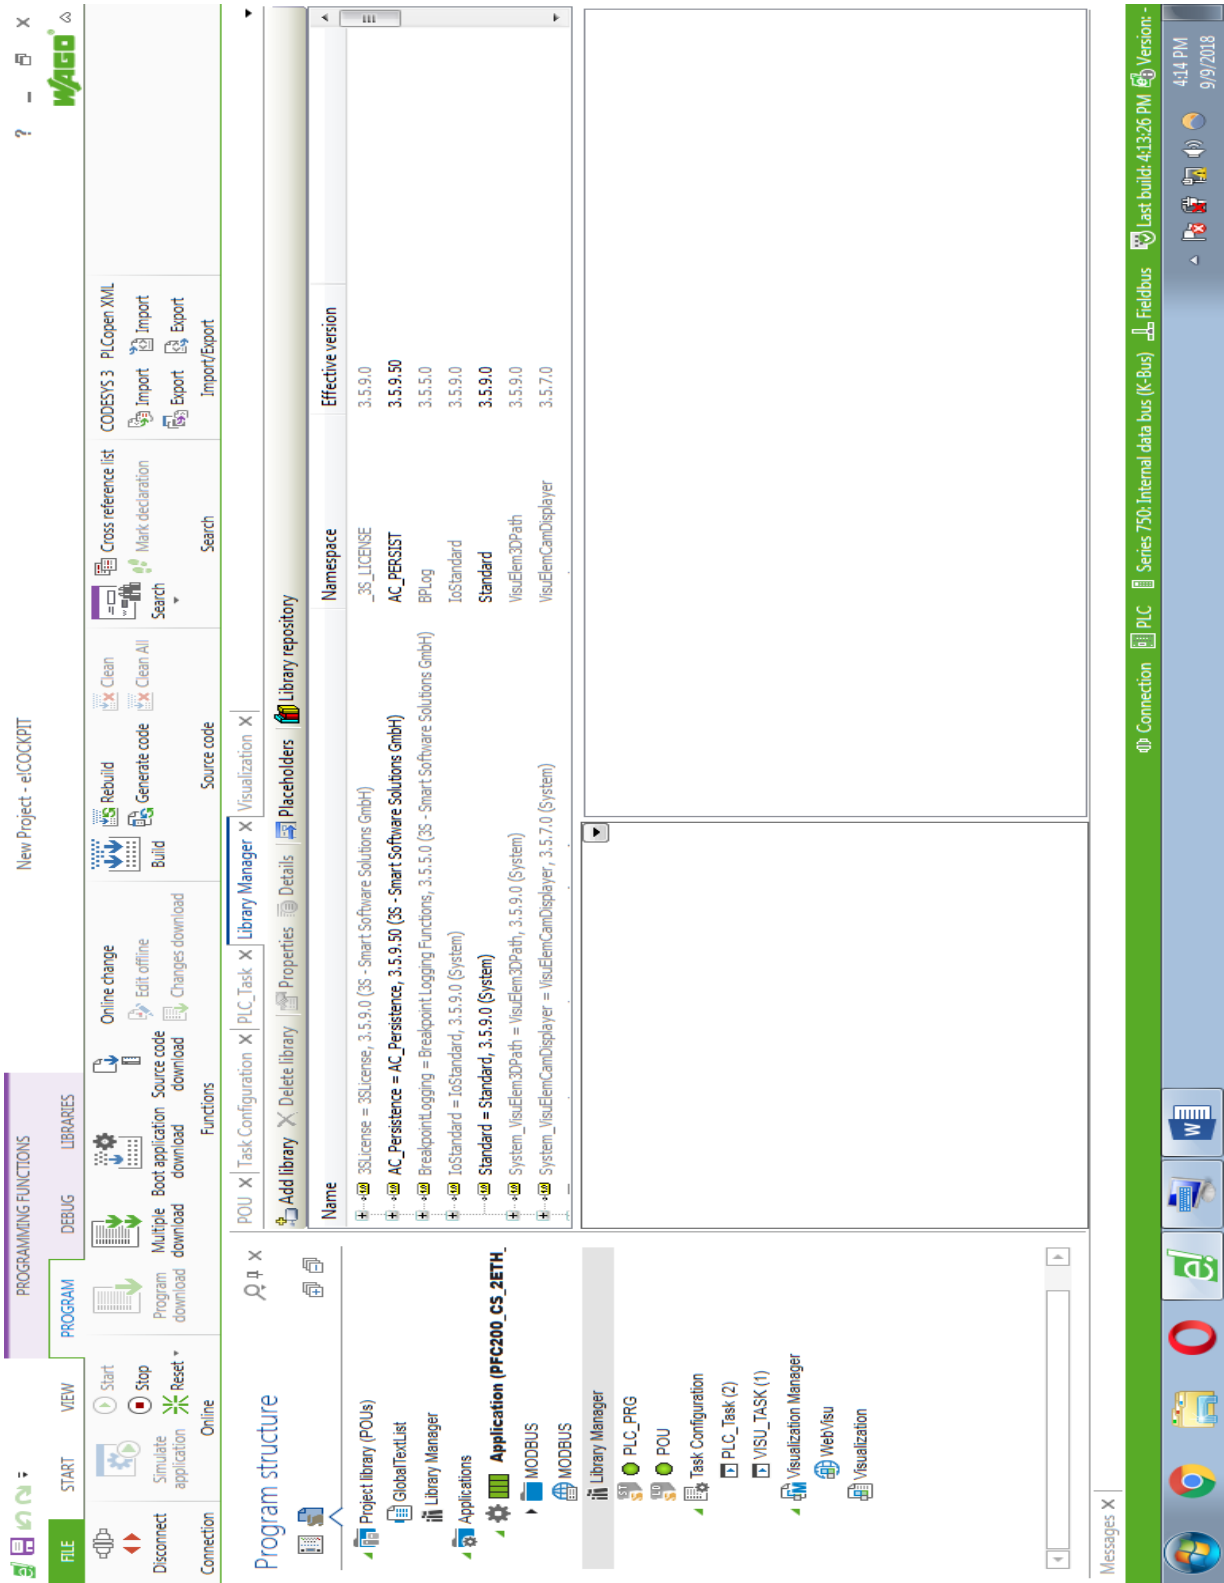 New Project - e!COCKPIT
?
PROGRAMMING FUNCTIONS
FILE START VIEW PROGRAM DEBUG LIBRARIES
WAGO
Disconnect
Connection
Simulate application
Start
Stop
Reset
Online
Program download
Multiple download
Boot application download
Source code download
Online change
Edit offline
Changes download
Functions
Build
Rebuild
Generate code
Clean
Clean All
Source code
Search
Cross reference list
Mark declaration
Search
CODESYS 3 PLCopen XML
Import Import
Export Export
Import/Export
Program structure
Project library (POUs)
GlobalTextList
Library Manager
Applications
Application (PFC200_CS_2ETH_
MODBUS
MODBUS
Library Manager
PLC_PRG
POU
Task Configuration
PLC_Task (2)
VISU_TASK (1)
Visualization Manager
WebVisu
Visualization
POU X Task Configuration X PLC_Task X Library Manager X Visualization X
Add library Delete library Properties Details Placeholders Library repository
Name Namespace Effective version
3SLicense = 3SLicense, 3.5.9.0 (3S - Smart Software Solutions GmbH) _3S_LICENSE 3.5.9.0
AC_Persistence = AC_Persistence, 3.5.9.50 (3S - Smart Software Solutions GmbH) AC_PERSIST 3.5.9.50
BreakpointLogging = Breakpoint Logging Functions, 3.5.5.0 (3S - Smart Software Solutions GmbH) BPLog 3.5.5.0
IoStandard = IoStandard, 3.5.9.0 (System) IoStandard 3.5.9.0
Standard = Standard, 3.5.9.0 (System) Standard 3.5.9.0
System_VisuElem3DPath = VisuElem3DPath, 3.5.9.0 (System) VisuElem3DPath 3.5.9.0
System_VisuElemCamDisplayer = VisuElemCamDisplayer, 3.5.7.0 (System) VisuElemCamDisplayer 3.5.7.0
Messages X
Connection PLC Series 750: Internal data bus (K-Bus) Fieldbus Last build: 4:13:26 PM Version: -
4:14 PM
9/9/2018